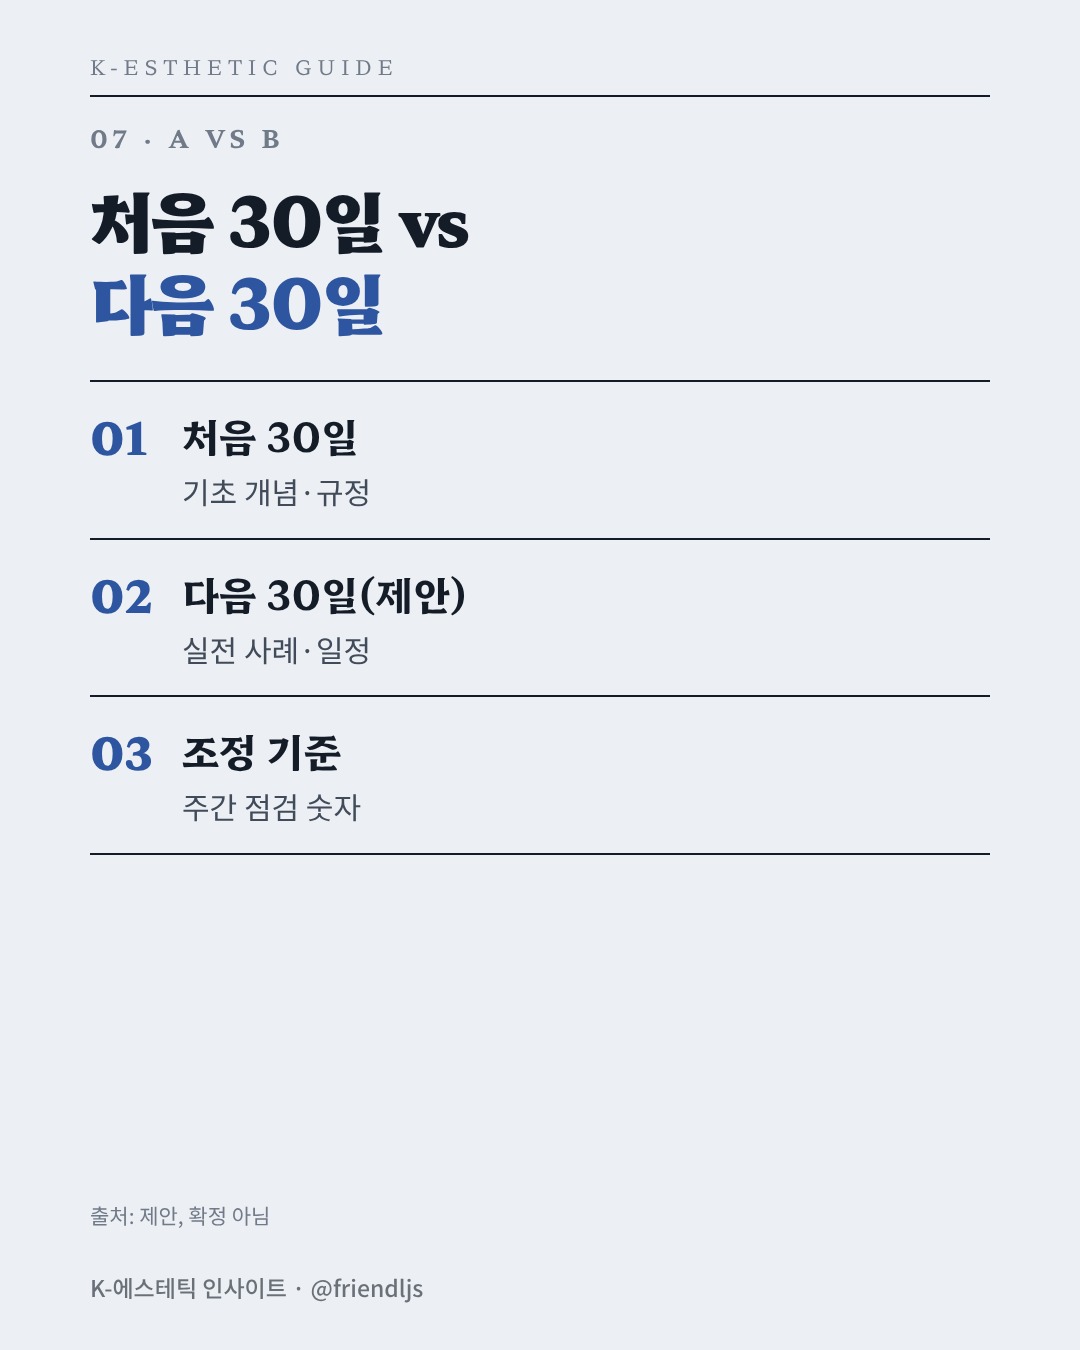 K-ESTHETIC GUIDE
07 · A VS B
처음 30일 vs
다음 30일
01 처음 30일
기초 개념·규정
02 다음 30일(제안)
실전 사례·일정
03 조정 기준
주간 점검 숫자
출처: 제안, 확정 아님
K-에스테틱 인사이트 · @friendljs